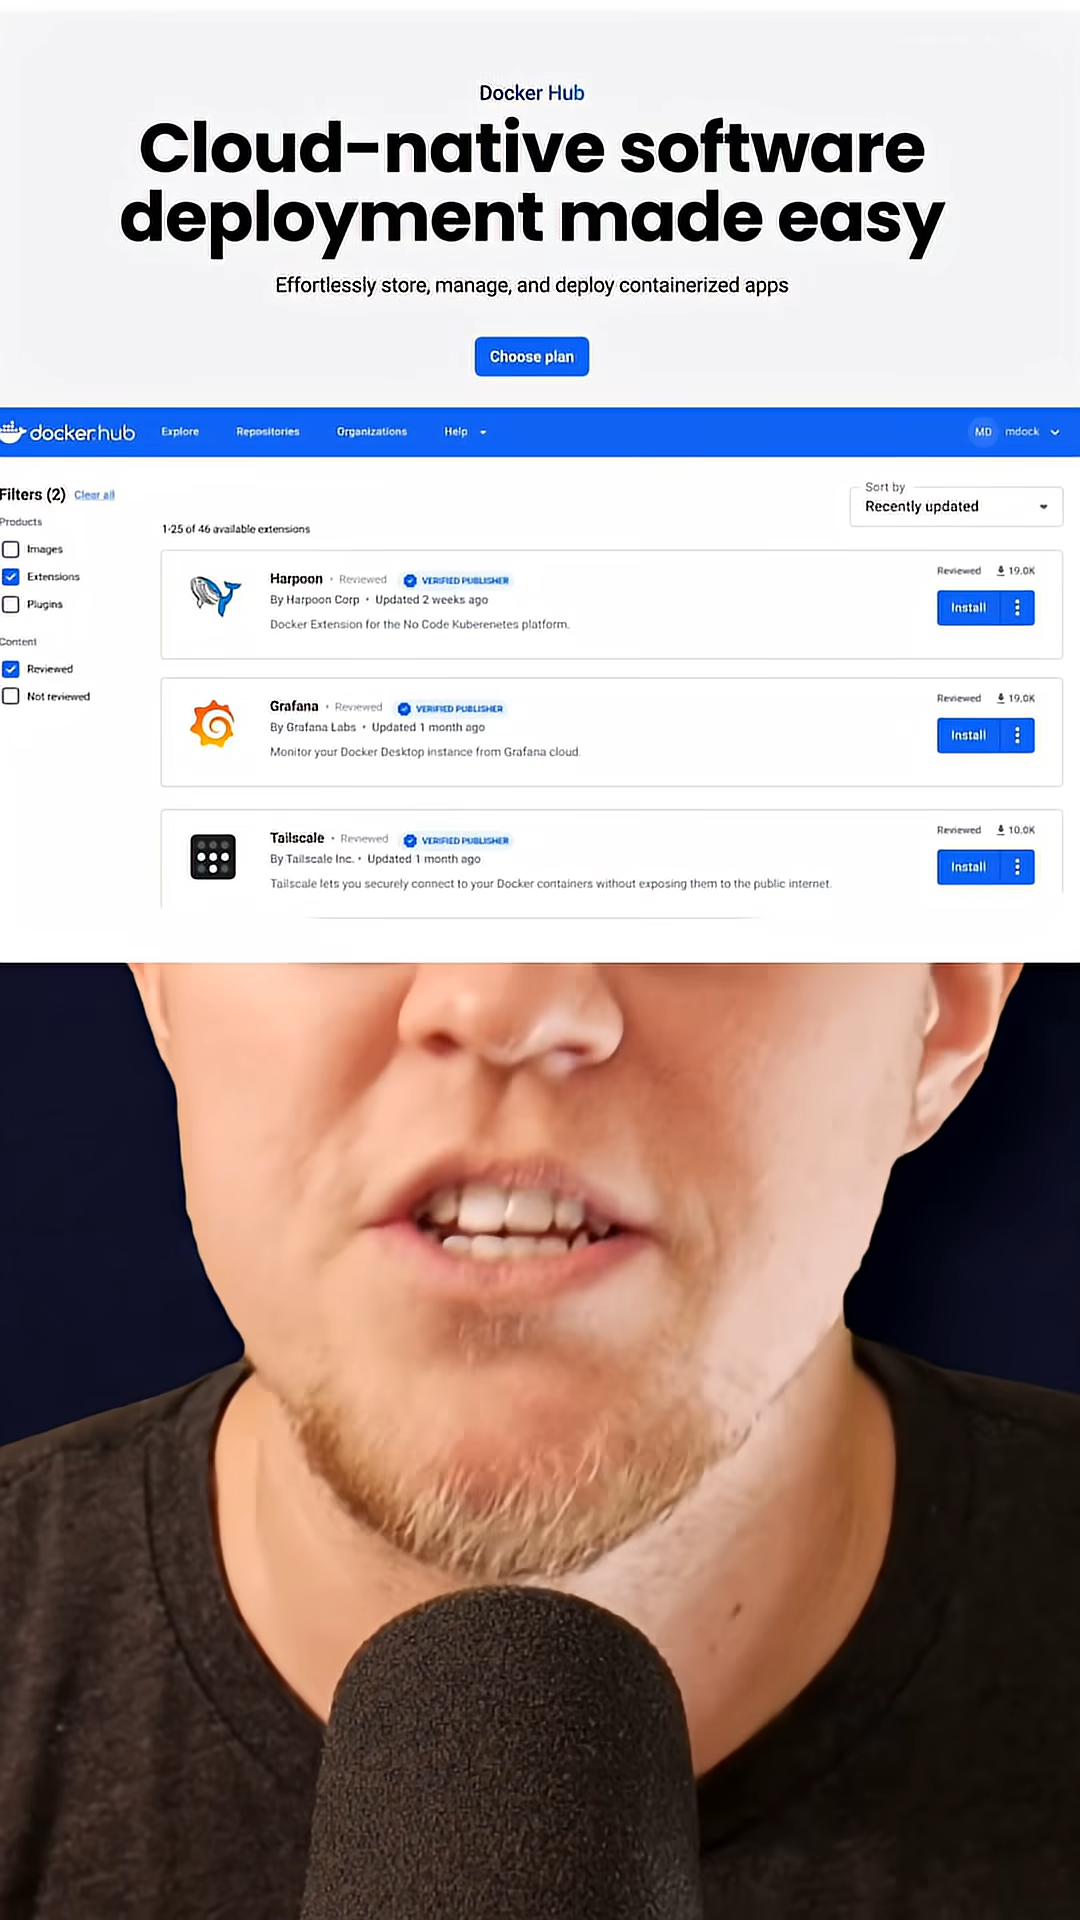 Docker Hub
Cloud-native software
deployment made easy
Effortlessly store, manage, and deploy containerized apps
Choose plan
docker.hub Explore Repositories Organizations Help MD mdock
Filters (2) Clear all
Sort by
Recently updated
Products
1-25 of 46 available extensions
Images
Extensions
Plugins
Content
Reviewed
Not reviewed
Harpoon • Reviewed VERIFIED PUBLISHER
By Harpoon Corp • Updated 2 weeks ago
Docker Extension for the No Code Kuberenetes platform.
Reviewed 19.0K
Install
Grafana • Reviewed VERIFIED PUBLISHER
By Grafana Labs • Updated 1 month ago
Monitor your Docker Desktop instance from Grafana cloud.
Reviewed 19.0K
Install
Tailscale • Reviewed VERIFIED PUBLISHER
By Tailscale Inc. • Updated 1 month ago
Tailscale lets you securely connect to your Docker containers without exposing them to the public internet.
Reviewed 10.0K
Install